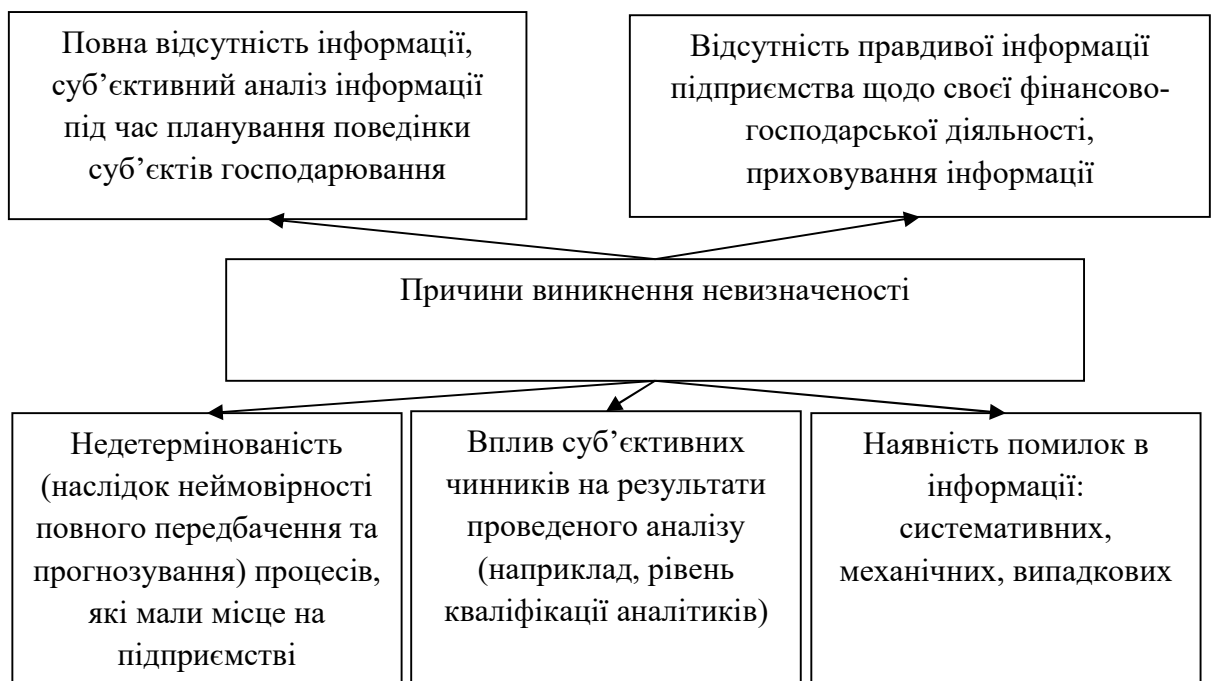 Повна відсутність інформації,
суб’єктивний аналіз інформації
під час планування поведінки
суб’єктів господарювання
Відсутність правдивої інформації
підприємства щодо своєї фінансово-
господарської діяльності,
приховування інформації
Причини виникнення невизначеності
Недетермінованість
(наслідок неймовірності
повного передбачення та
прогнозування) процесів,
які мали місце на
підприємстві
Вплив суб’єктивних
чинників на результати
проведеного аналізу
(наприклад, рівень
кваліфікації аналітиків)
Наявність помилок в
інформації:
системативних,
механічних, випадкових